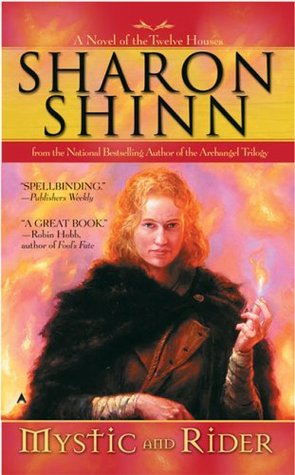 A Novel of the Twelve Houses
SHARON
SHINN
from the National Bestselling Author of the Archangel Trilogy
"SPELLBINDING."
—Publishers Weekly
"A GREAT BOOK."
—Robin Hobb,
author of Fool's Fate
MYSTIC AND RIDER